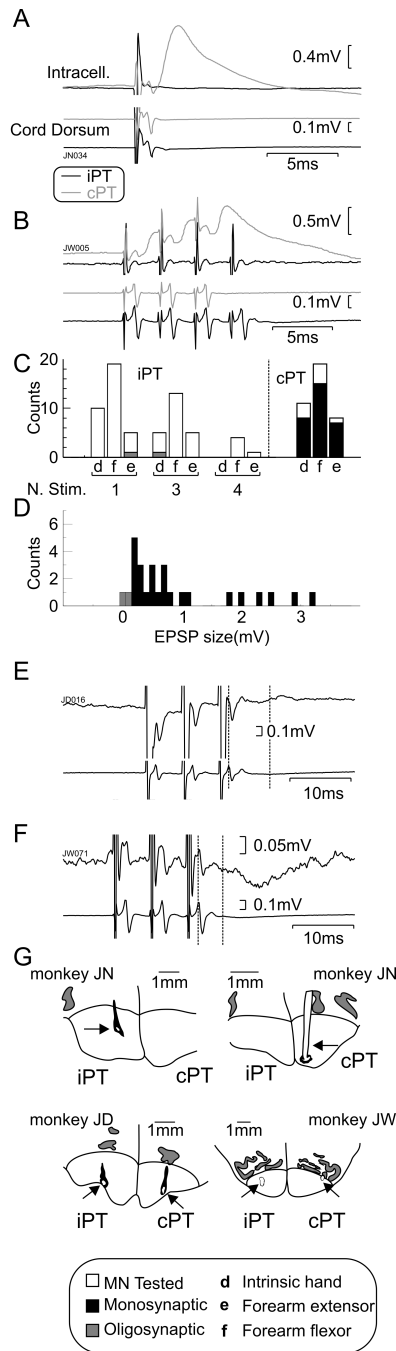 A
Intracell.
0.4mV
Cord Dorsum
0.1mV
JN034
5ms
iPT
cPT
B
0.5mV
JW005
0.1mV
5ms
C
20
10
0
Counts
iPT
cPT
d f e d f e d f e d f e
N. Stim. 1 3 4
D
6
4
2
0
Counts
0 1 2 3
EPSP size(mV)
E
JD016
0.1mV
10ms
F
JW071
0.05mV
0.1mV
10ms
G
monkey JN 1mm 1mm monkey JN
iPT cPT iPT cPT
monkey JD 1mm 1mm monkey JW
iPT cPT iPT cPT
MN Tested d Intrinsic hand
Monosynaptic e Forearm extensor
Oligosynaptic f Forearm flexor